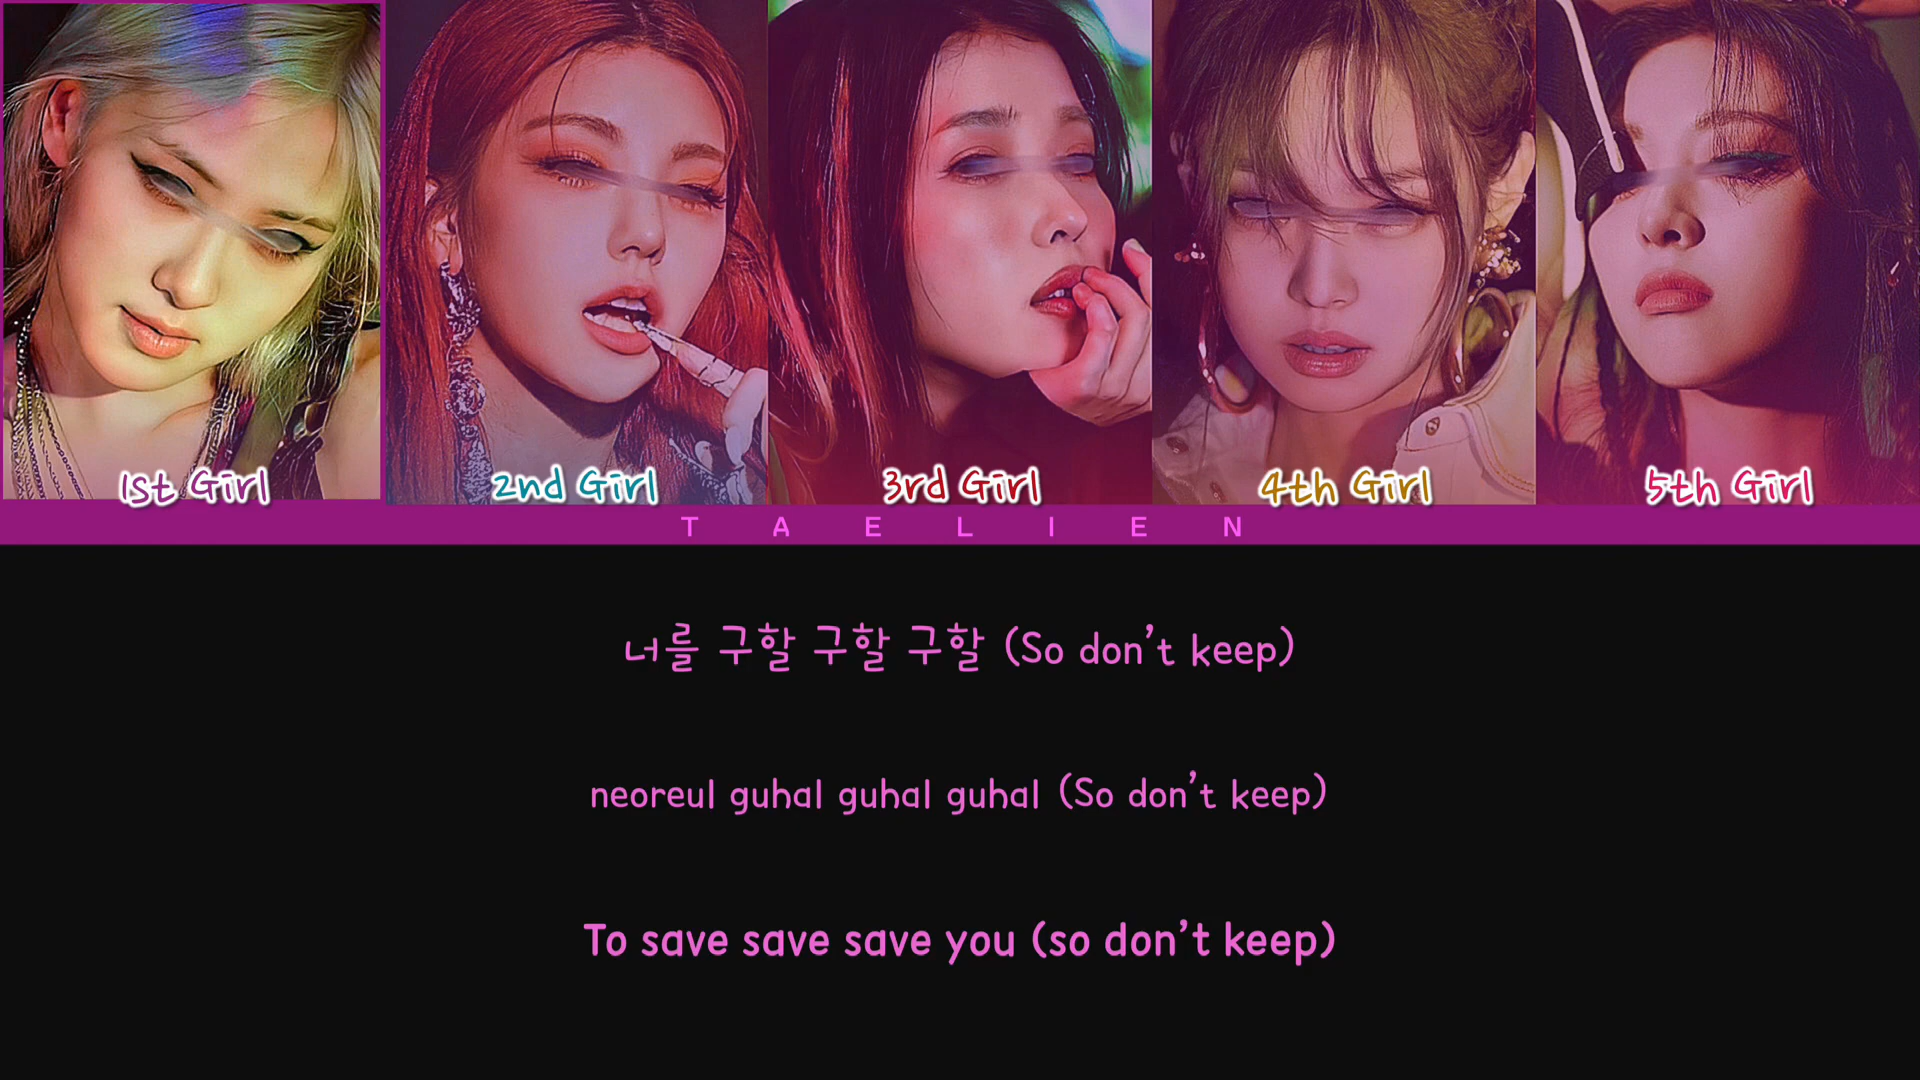 1st Girl
2nd Girl
3rd Girl
4th Girl
5th Girl
TAELIEN
너를 구할 구할 구할 (So don't keep)
neoreul guhal guhal guhal (So don't keep)
To save save save you (so don't keep)